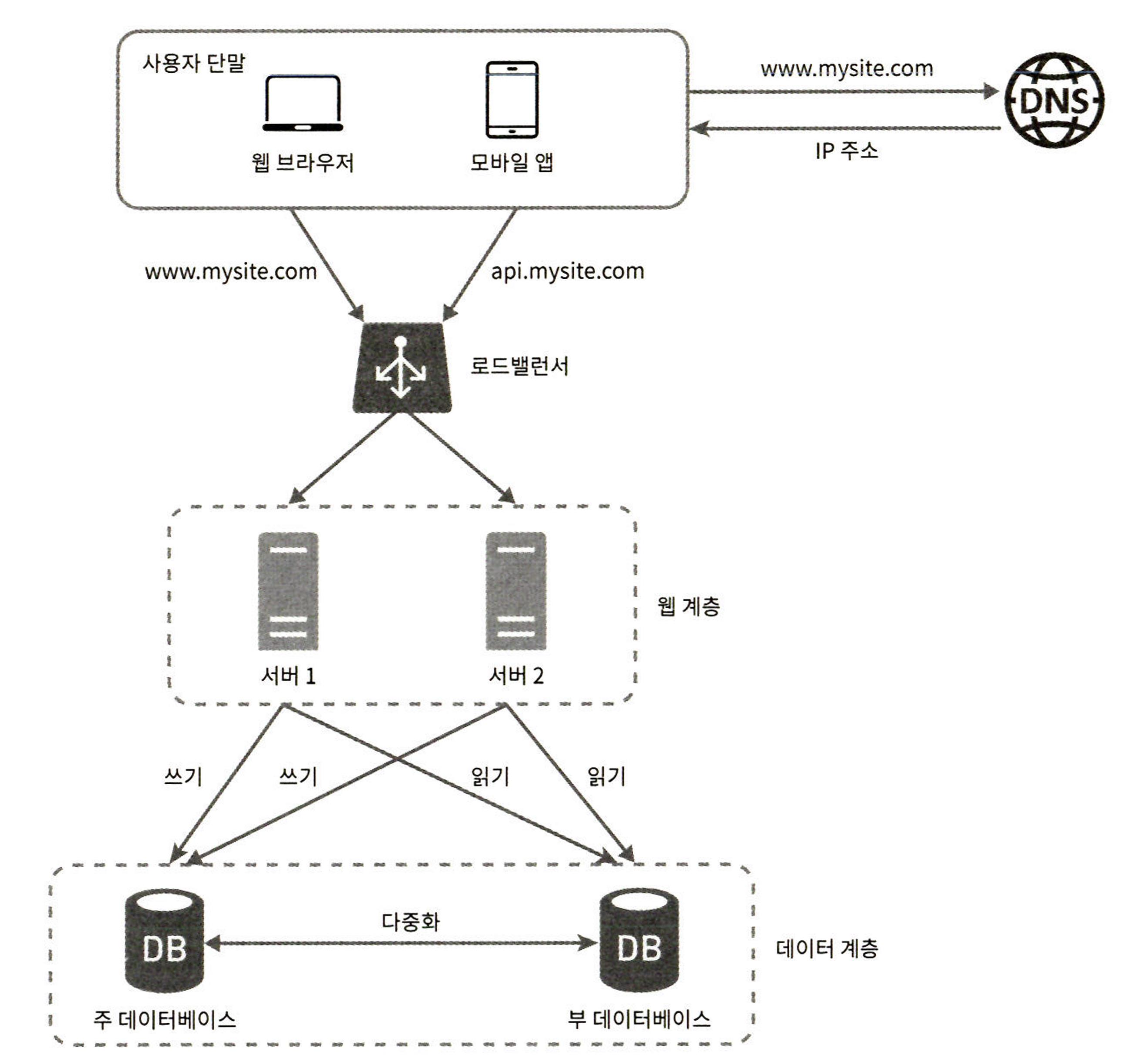 사용자 단말
웹 브라우저
모바일 앱
www.mysite.com
DNS
IP 주소
www.mysite.com
api.mysite.com
로드밸런서
서버 1
서버 2
웹 계층
쓰기
쓰기
읽기
읽기
다중화
DB
DB
주 데이터베이스
부 데이터베이스
데이터 계층